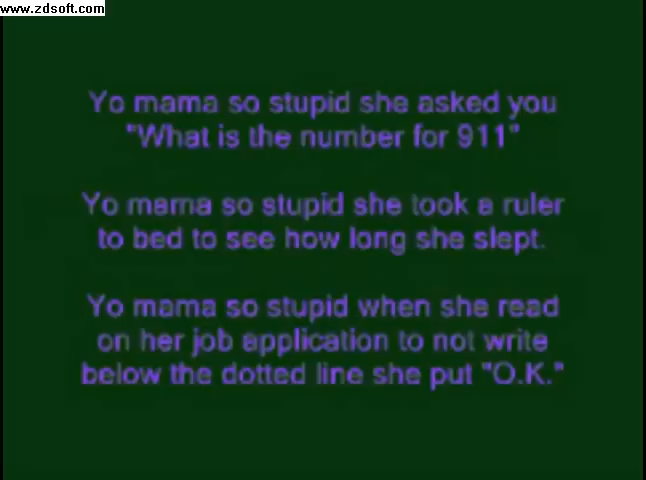 www.zdsoft.com
Yo mama so stupid she asked you
"What is the number for 911"
Yo mama so stupid she took a ruler
to bed to see how long she slept.
Yo mama so stupid when she read
on her job application to not write
below the dotted line she put "O.K."